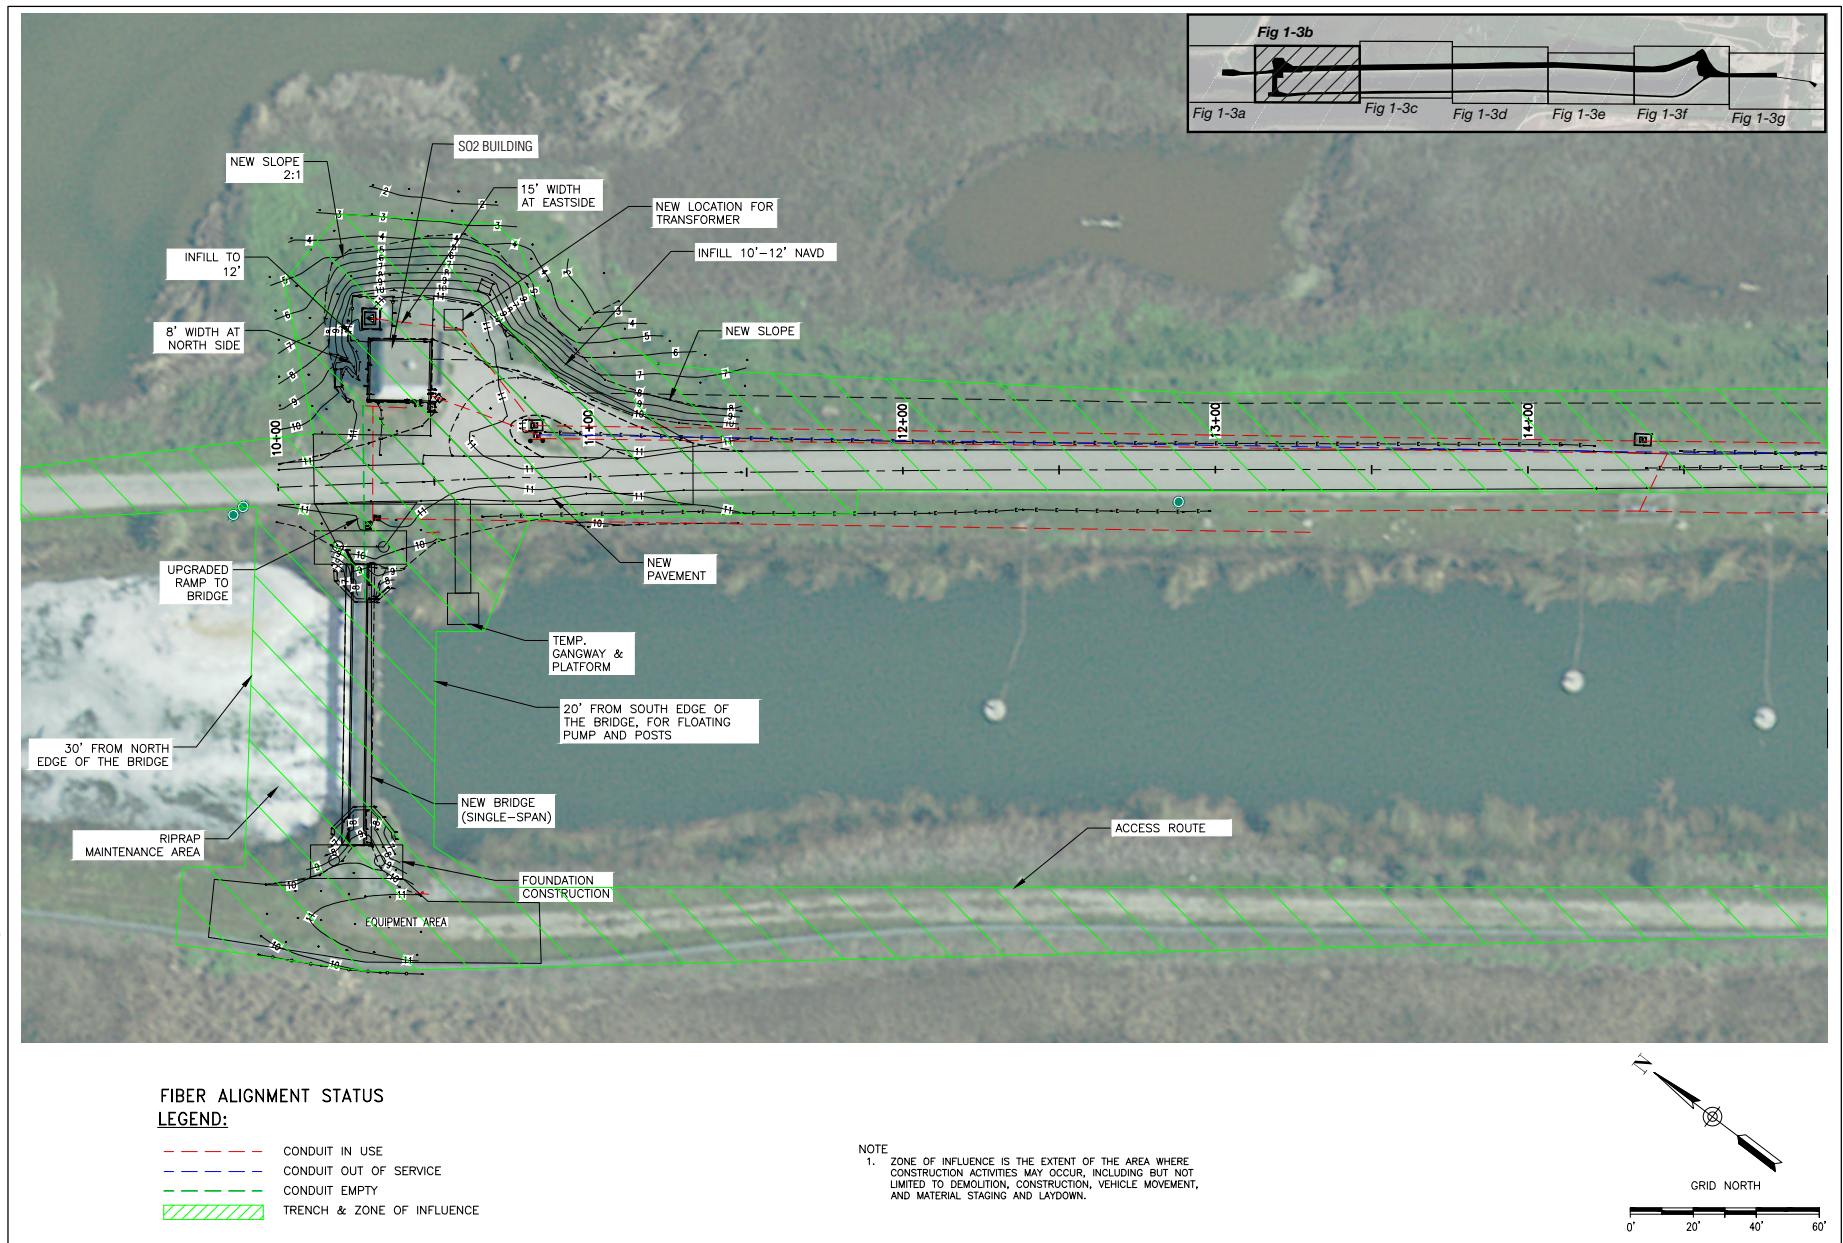 Fig 1-3b
Fig 1-3a
Fig 1-3c
Fig 1-3d
Fig 1-3e
Fig 1-3f
Fig 1-3g
SO2 BUILDING
NEW SLOPE
2:1
15' WIDTH
AT EASTSIDE
NEW LOCATION FOR
TRANSFORMER
INFILL TO
12'
INFILL 10'-12' NAVD
8' WIDTH AT
NORTH SIDE
NEW SLOPE
10+00
11+00
12+00
13+00
14+00
UPGRADED
RAMP TO
BRIDGE
NEW
PAVEMENT
TEMP.
GANGWAY &
PLATFORM
20' FROM SOUTH EDGE OF
THE BRIDGE, FOR FLOATING
PUMP AND POSTS
30' FROM NORTH
EDGE OF THE BRIDGE
NEW BRIDGE
(SINGLE-SPAN)
RIPRAP
MAINTENANCE AREA
ACCESS ROUTE
FOUNDATION
CONSTRUCTION
EQUIPMENT AREA
FIBER ALIGNMENT STATUS
LEGEND:
CONDUIT IN USE
CONDUIT OUT OF SERVICE
CONDUIT EMPTY
TRENCH & ZONE OF INFLUENCE
NOTE
1. ZONE OF INFLUENCE IS THE EXTENT OF THE AREA WHERE
CONSTRUCTION ACTIVITIES MAY OCCUR, INCLUDING BUT NOT
LIMITED TO DEMOLITION, CONSTRUCTION, VEHICLE MOVEMENT,
AND MATERIAL STAGING AND LAYDOWN.
N
GRID NORTH
0' 20' 40' 60'